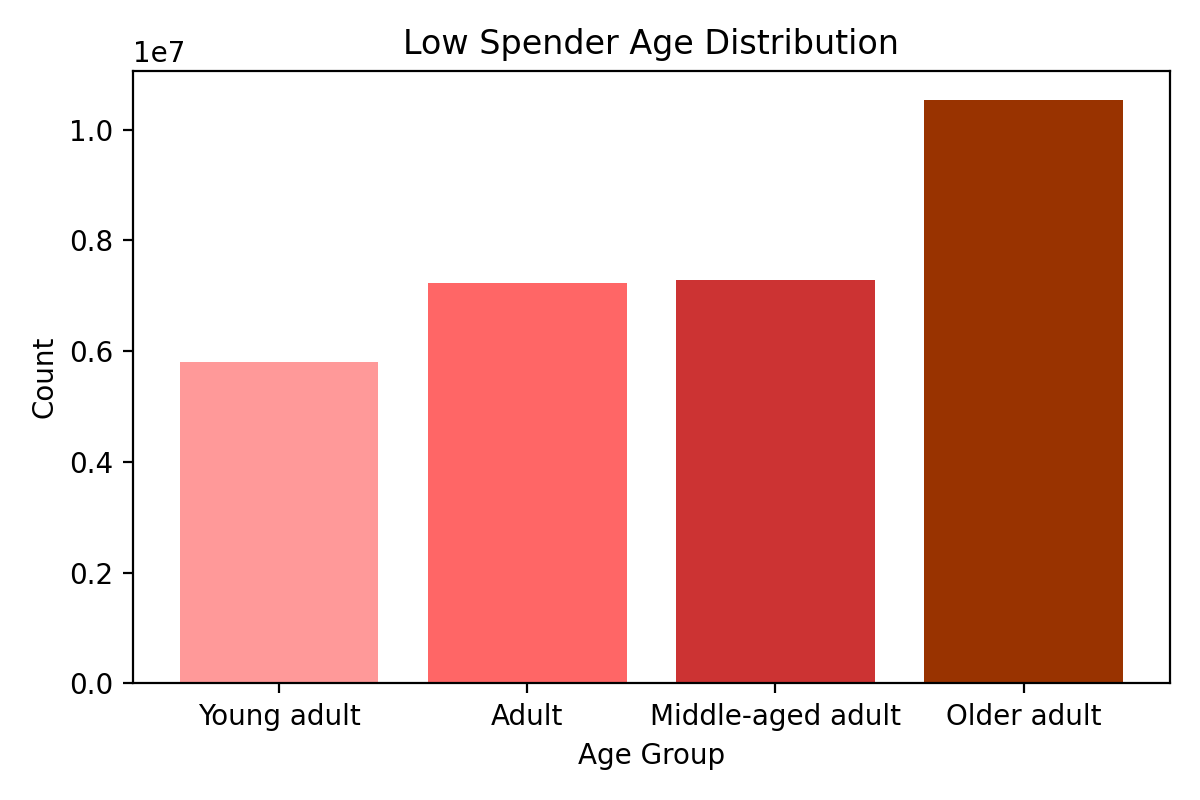 Low Spender Age Distribution
1e7
1.0
0.8
0.6
0.4
0.2
0.0
Count
Young adult Adult Middle-aged adult Older adult
Age Group